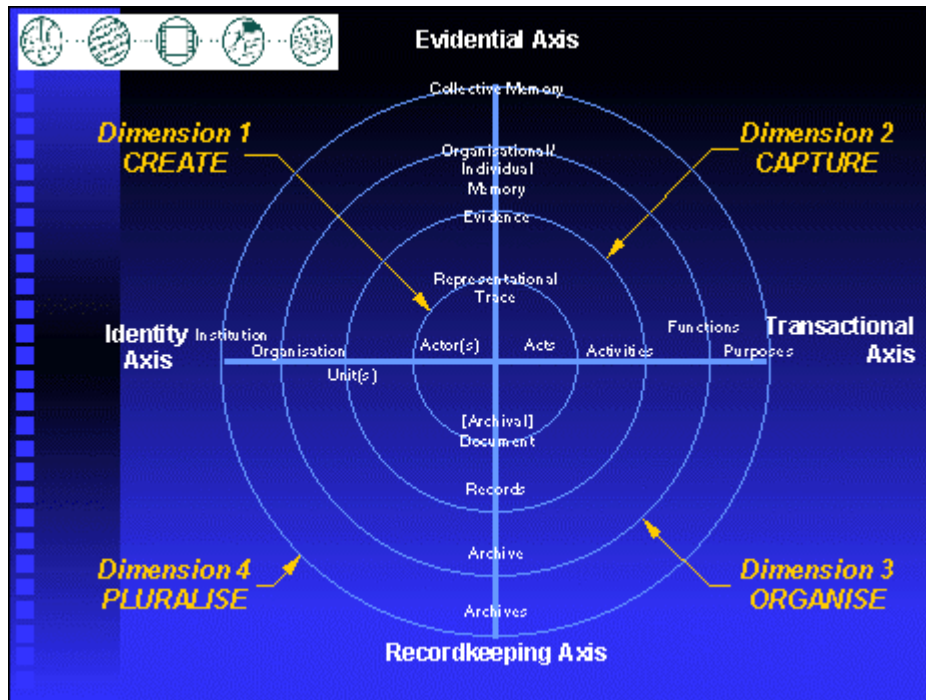 Evidential Axis
Collective Memory
Dimension 1
CREATE
Dimension 2
CAPTURE
Organisational/
Individual
Memory
Evidence
Representational
Trace
Identity
Axis
Institution
Organisation
Unit(s)
Actor(s)
Acts
Activities
Functions
Purposes
Transactional
Axis
[Archival]
Document
Records
Archive
Archives
Dimension 4
PLURALISE
Dimension 3
ORGANISE
Recordkeeping Axis